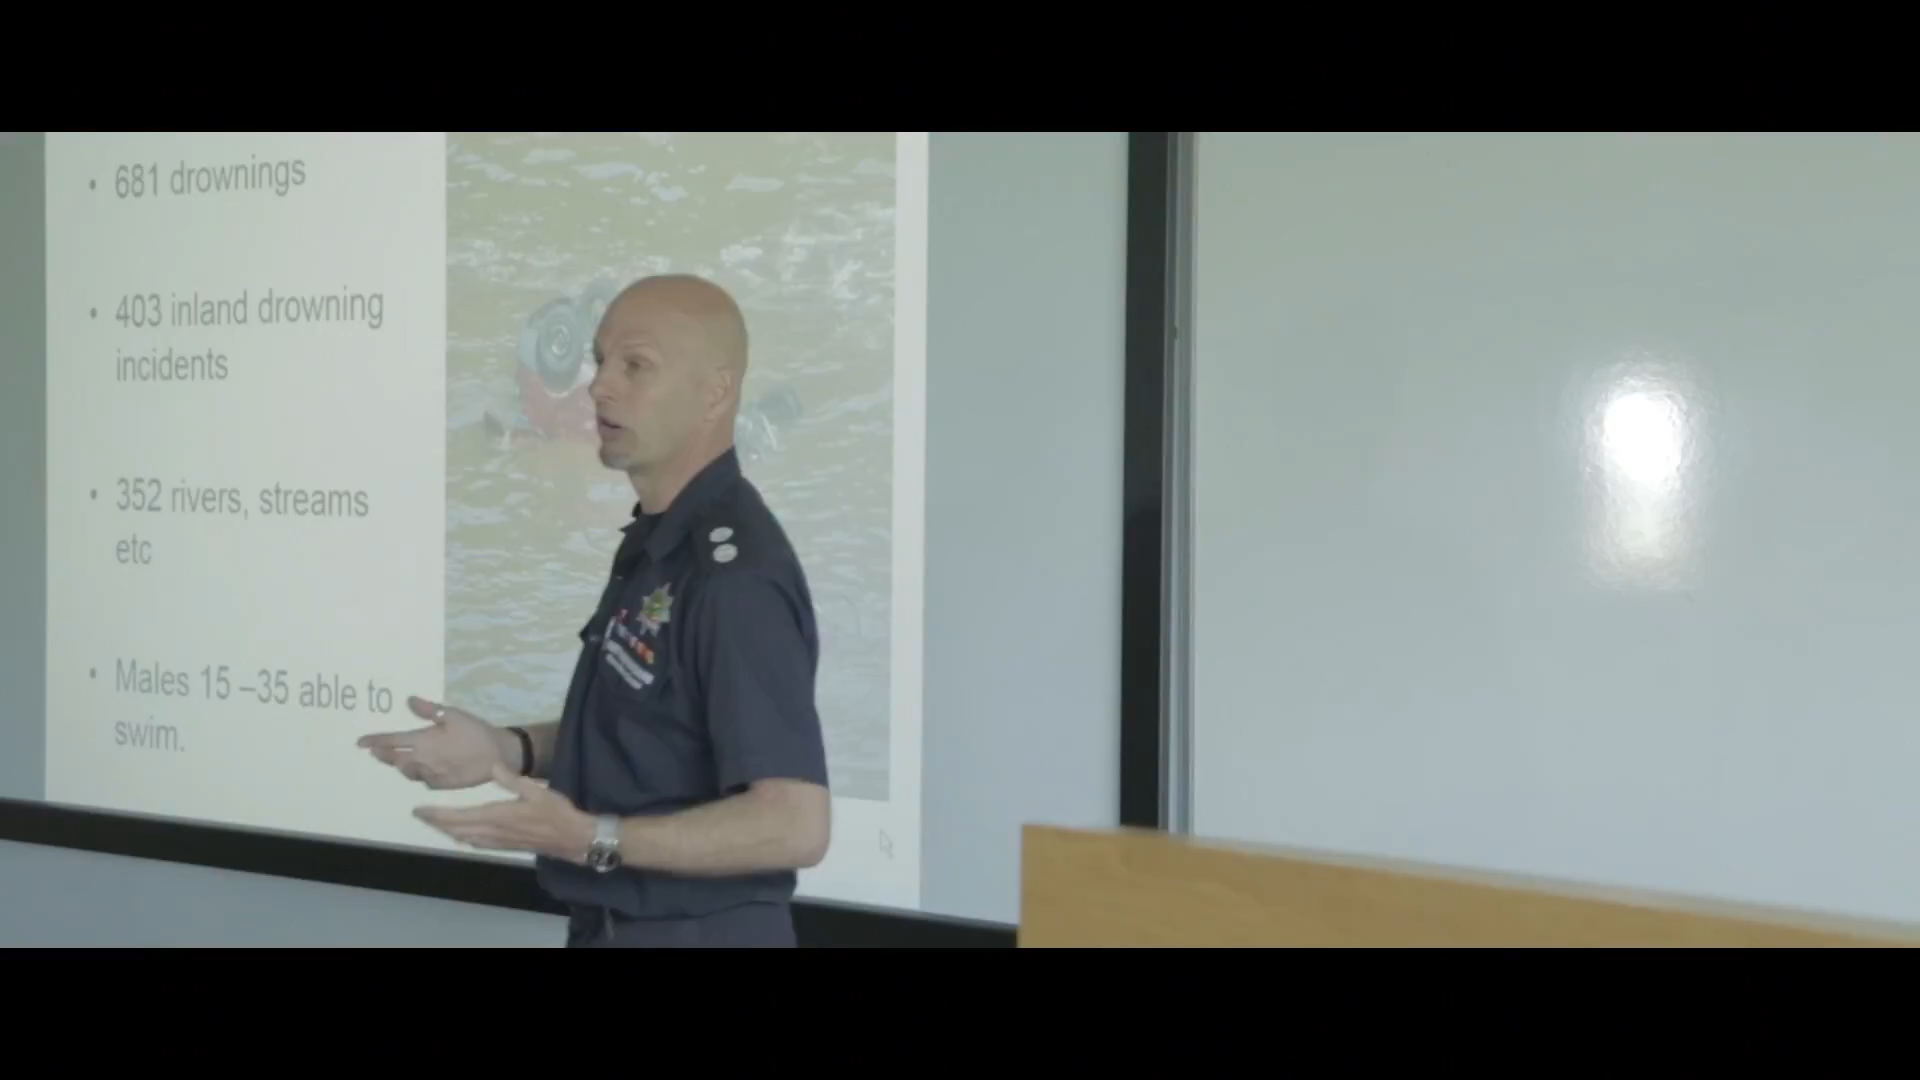 • 681 drownings
• 403 inland drowning
incidents
• 352 rivers, streams
etc
• Males 15 –35 able to
swim.